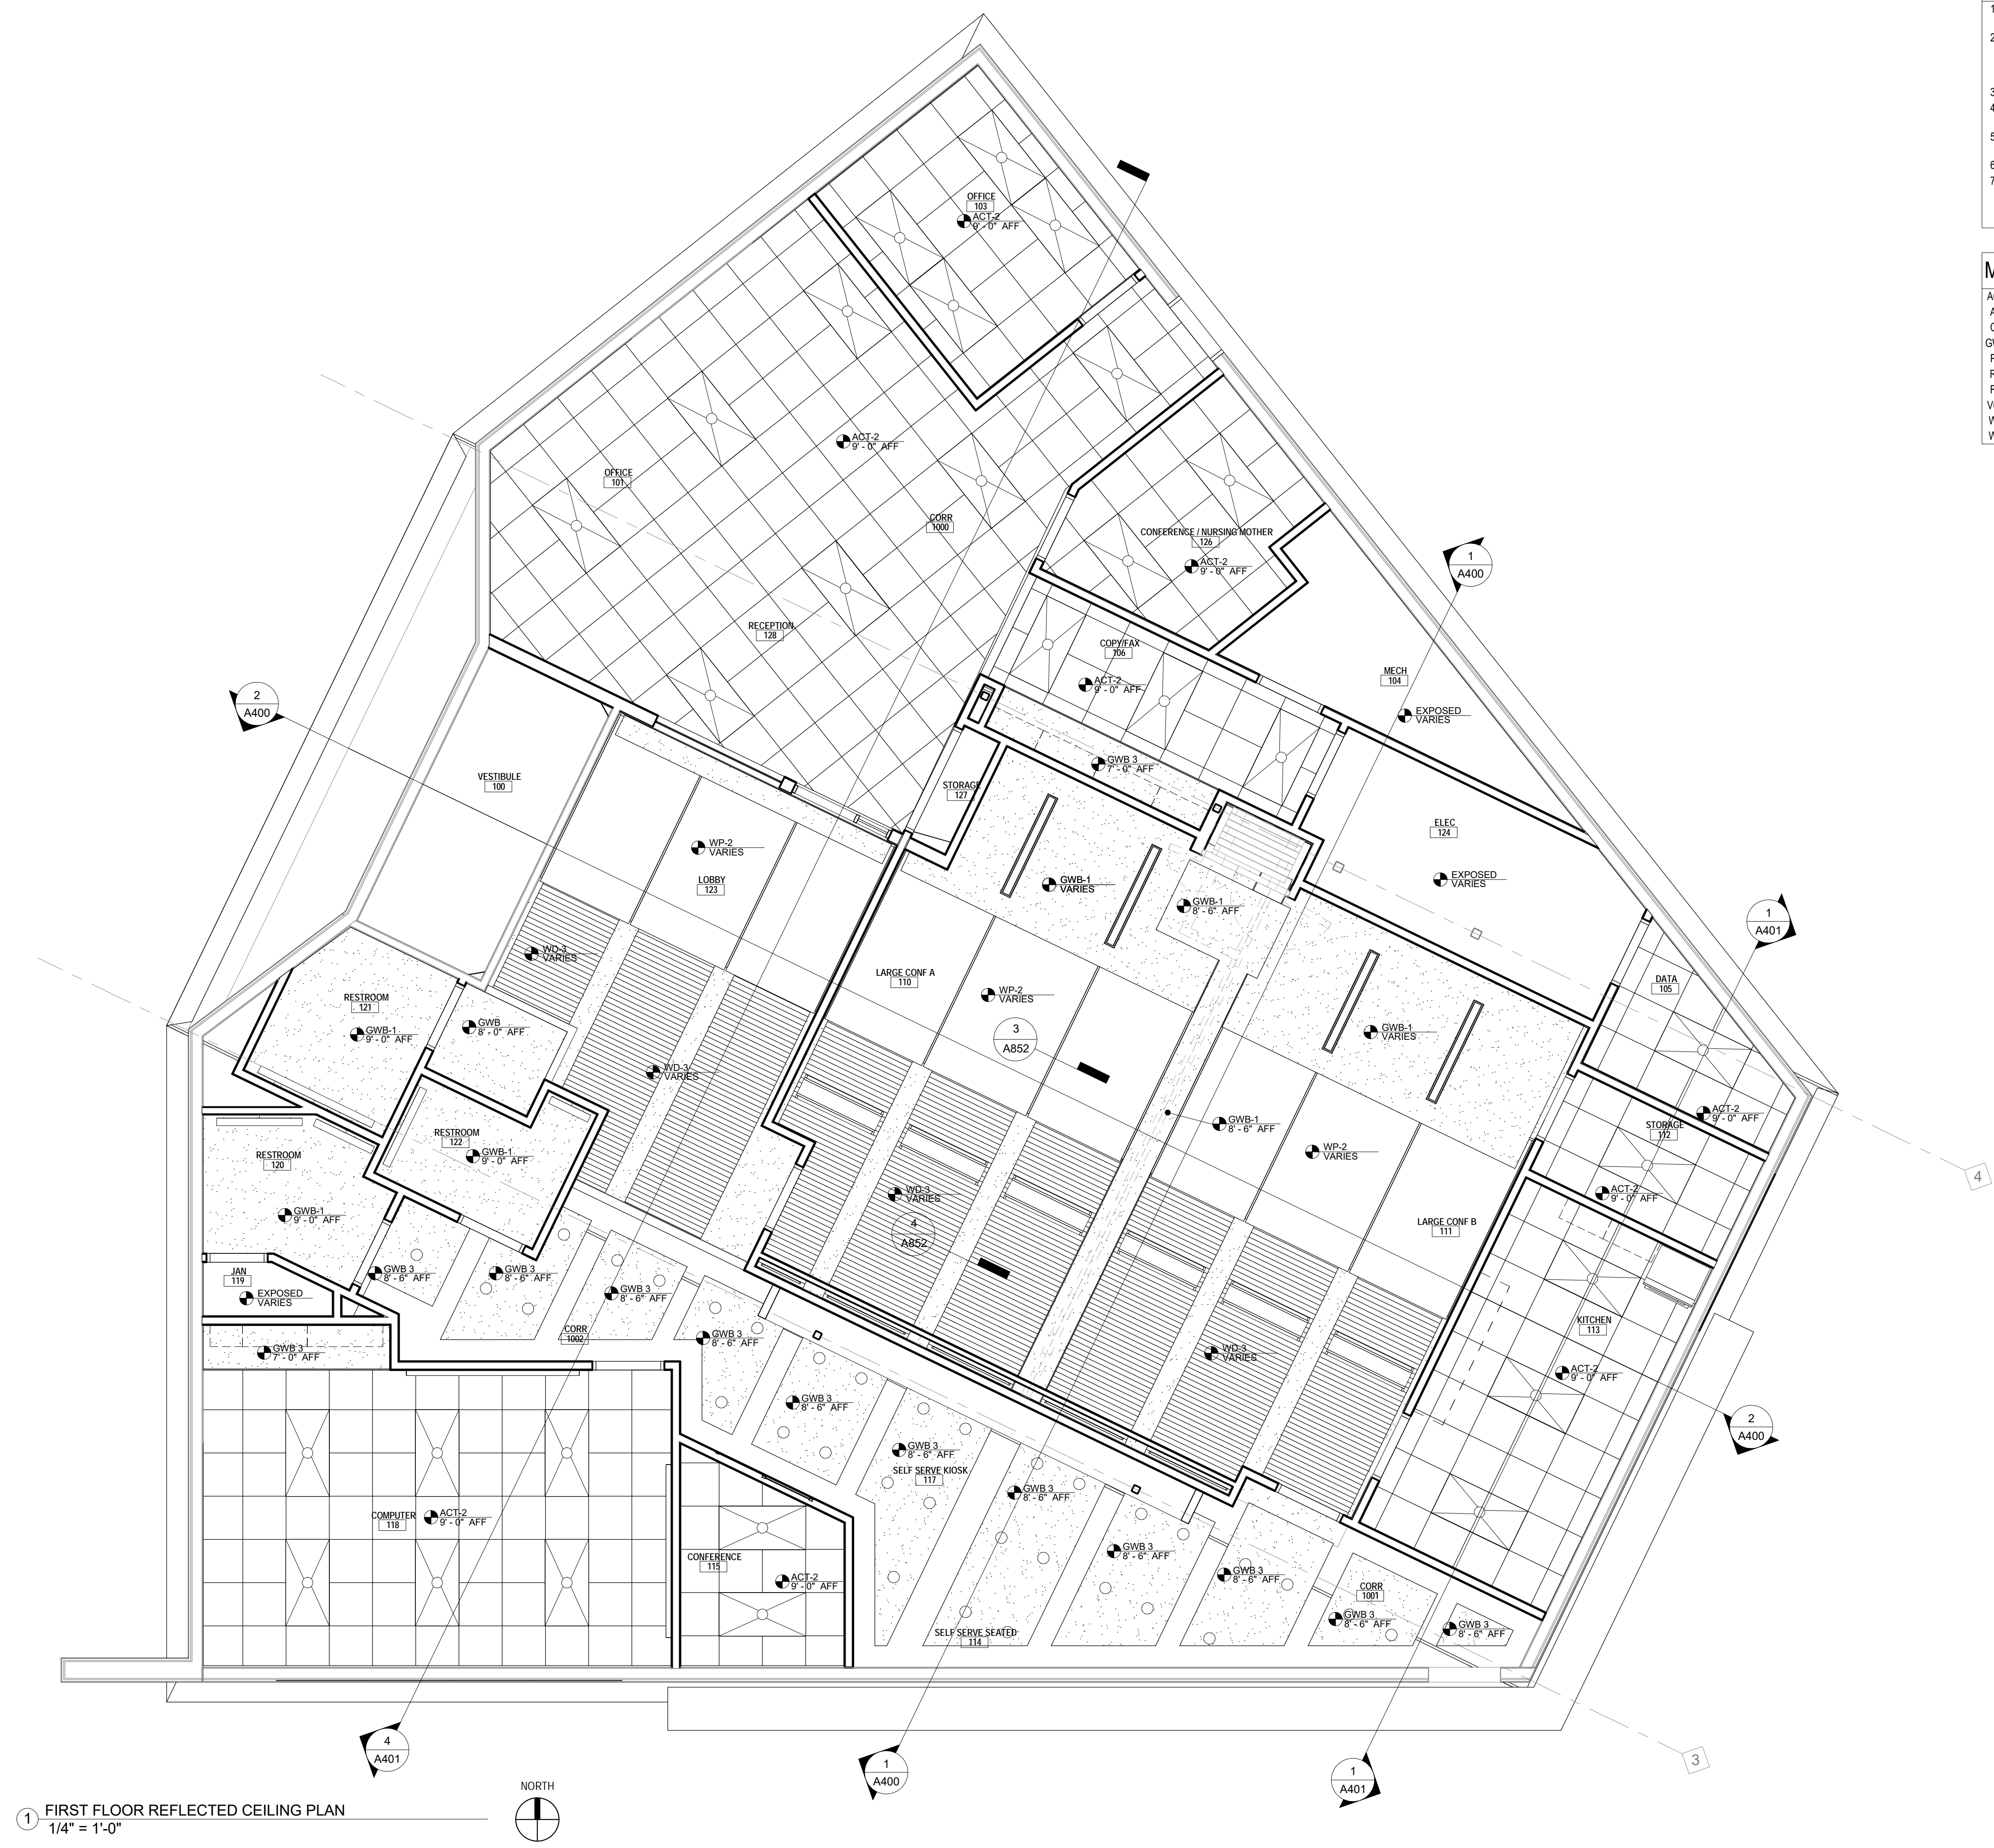 OFFICE
103
ACT-2
9' - 0" AFF
ACT-2
9' - 0" AFF
OFFICE
101
CORR
1000
CONFERENCE / NURSING MOTHER
126
ACT-2
9' - 0" AFF
1
A400
RECEPTION
128
COPY/FAX
106
ACT-2
9' - 0" AFF
MECH
104
EXPOSED
VARIES
2
A400
VESTIBULE
100
GWB 3
7' - 0" AFF
STORAGE
127
ELEC
124
EXPOSED
VARIES
WP-2
VARIES
LOBBY
123
GWB-1
VARIES
GWB-1
8' - 6" AFF
1
A401
WD-3
VARIES
LARGE CONF A
110
WP-2
VARIES
DATA
105
RESTROOM
121
GWB-1
9' - 0" AFF
GWB
8' - 0" AFF
3
A852
GWB-1
VARIES
WD-3
VARIES
ACT-2
9' - 0" AFF
STORAGE
112
GWB-1
8' - 6" AFF
RESTROOM
122
GWB-1
9' - 0" AFF
WP-2
VARIES
RESTROOM
120
4
WD-3
VARIES
ACT-2
9' - 0" AFF
GWB-1
9' - 0" AFF
4
A852
LARGE CONF B
111
JAN
119
EXPOSED
VARIES
GWB 3
8' - 6" AFF
GWB 3
8' - 6" AFF
GWB 3
8' - 6" AFF
KITCHEN
113
CORR
1002
GWB 3
8' - 6" AFF
GWB 3
7' - 0" AFF
WD-3
VARIES
ACT-2
9' - 0" AFF
GWB 3
8' - 6" AFF
2
A400
GWB 3
8' - 6" AFF
SELF SERVE KIOSK
117
GWB 3
8' - 6" AFF
COMPUTER
118
ACT-2
9' - 0" AFF
CONFERENCE
115
ACT-2
9' - 0" AFF
GWB 3
8' - 6" AFF
GWB 3
8' - 6" AFF
CORR
1001
GWB 3
8' - 6" AFF
GWB 3
8' - 6" AFF
SELF SERVE SEATED
114
4
A401
1
A400
1
A401
3
NORTH
1
FIRST FLOOR REFLECTED CEILING PLAN
1/4" = 1'-0"
1
2
3
4
5
6
7
M